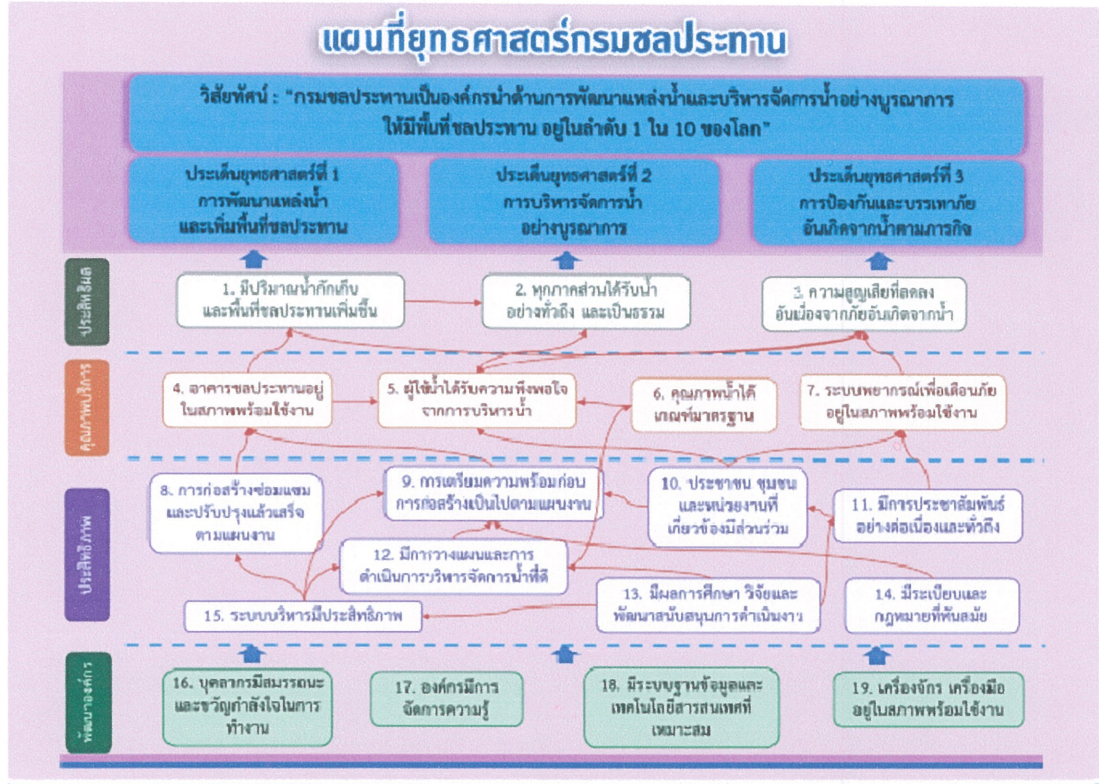 แผนที่ยุทธศาสตร์กรมชลประทาน
วิสัยทัศน์ : "กรมชลประทานเป็นองค์กรนำด้านการพัฒนาแหล่งน้ำและบริหารจัดการน้ำอย่างบูรณาการ
ให้มีพื้นที่ชลประทาน อยู่ในลำดับ 1 ใน 10 ของโลก"
ประเด็นยุทธศาสตร์ที่ 1
การพัฒนาแหล่งน้ำ
และเพิ่มพื้นที่ชลประทาน
ประเด็นยุทธศาสตร์ที่ 2
การบริหารจัดการน้ำ
อย่างบูรณาการ
ประเด็นยุทธศาสตร์ที่ 3
การป้องกันและบรรเทาภัย
อันเกิดจากน้ำตามภารกิจ
ประสิทธิผล
1. มีปริมาณน้ำกักเก็บ
และพื้นที่ชลประทานเพิ่มขึ้น
2. ทุกภาคส่วนได้รับน้ำ
อย่างทั่วถึง และเป็นธรรม
3. ความสูญเสียที่ลดลง
อันเนื่องจากภัยอันเกิดจากน้ำ
คุณภาพบริการ
4. อาคารชลประทานอยู่
ในสภาพพร้อมใช้งาน
5. ผู้ใช้น้ำได้รับความพึงพอใจ
จากการบริหารน้ำ
6. คุณภาพน้ำได้
เกณฑ์มาตรฐาน
7. ระบบพยากรณ์เพื่อเตือนภัย
อยู่ในสภาพพร้อมใช้งาน
ประสิทธิภาพ
8. การก่อสร้างซ่อมแซม
และปรับปรุงแล้วเสร็จ
ตามแผนงาน
9. การเตรียมความพร้อมก่อน
การก่อสร้างเป็นไปตามแผนงาน
10. ประชาชน ชุมชน
และหน่วยงานที่
เกี่ยวข้องมีส่วนร่วม
11. มีการประชาสัมพันธ์
อย่างต่อเนื่องและทั่วถึง
12. มีการวางแผนและการ
ดำเนินการบริหารจัดการน้ำที่ดี
13. มีผลการศึกษา วิจัยและ
พัฒนาสนับสนุนการดำเนินงาน
14. มีระเบียบและ
กฎหมายที่ทันสมัย
15. ระบบบริหารมีประสิทธิภาพ
พัฒนาองค์กร
16. บุคลากรมีสมรรถนะ
และขวัญกำลังใจในการ
ทำงาน
17. องค์กรมีการ
จัดการความรู้
18. มีระบบฐานข้อมูลและ
เทคโนโลยีสารสนเทศที่
เหมาะสม
19. เครื่องจักร เครื่องมือ
อยู่ในสภาพพร้อมใช้งาน